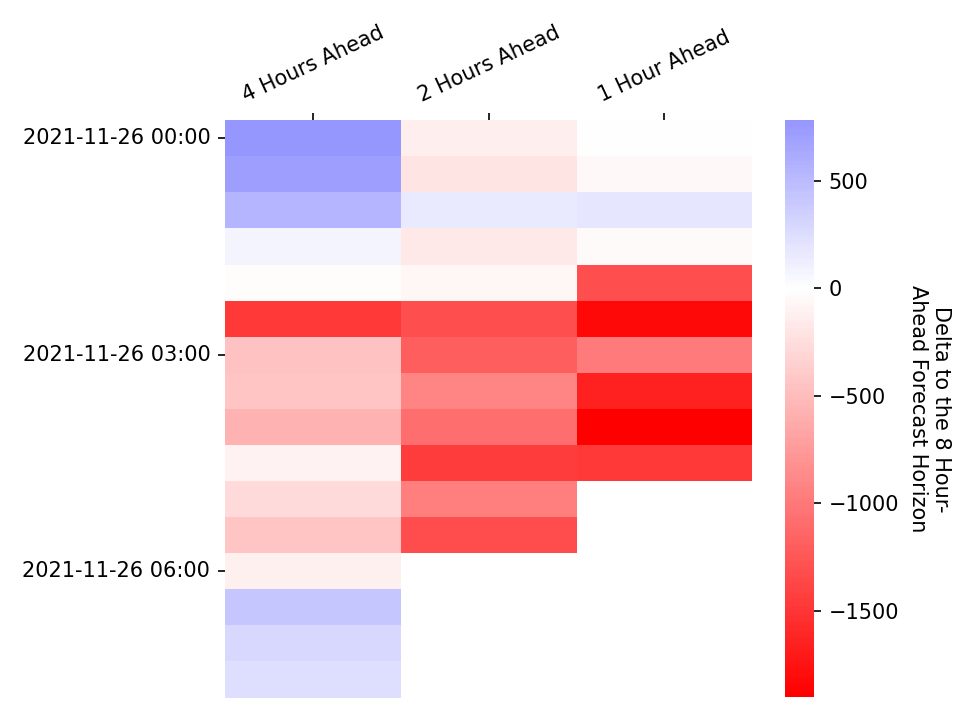 4 Hours Ahead
2 Hours Ahead
1 Hour Ahead
2021-11-26 00:00
2021-11-26 03:00
2021-11-26 06:00
500
0
−500
−1000
−1500
Delta to the 8 Hour-
Ahead Forecast Horizon